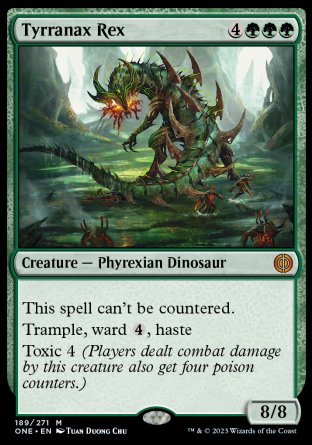 Tyrranax Rex 4
Creature — Phyrexian Dinosaur
This spell can't be countered.
Trample, ward 4, haste
Toxic 4 (Players dealt combat damage
by this creature also get four poison
counters.)
8/8
189/271 M
ONE • EN Tuan Duong Chu
™ & © 2023 Wizards of the Coast